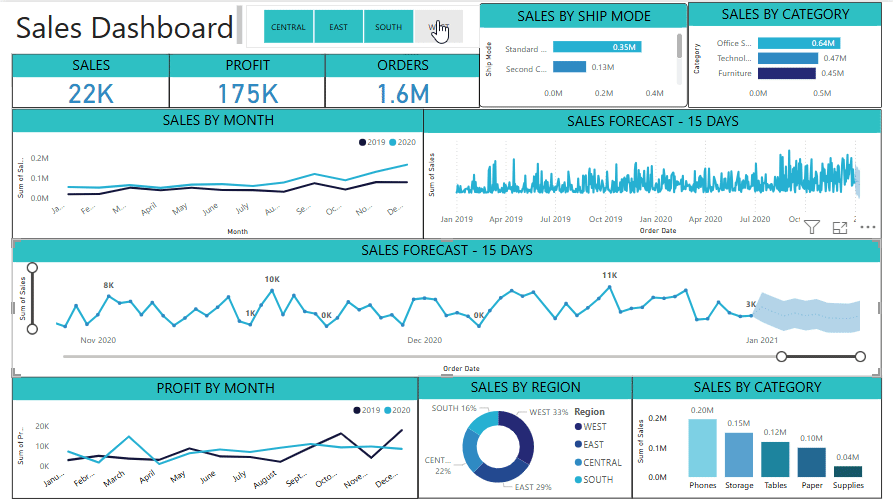 Sales Dashboard
CENTRAL
EAST
SOUTH
SALES
PROFIT
ORDERS
22K
175K
1.6M
SALES BY SHIP MODE
Ship Mode
Standard ...
0.35M
Second C...
0.13M
0.0M
0.2M
0.4M
SALES BY CATEGORY
Category
Office S...
0.64M
Technol...
0.47M
Furniture
0.45M
0.0M
0.5M
SALES BY MONTH
2019
2020
Sum of Sal...
0.2M
0.1M
0.0M
Ja...
Fe...
M...
April
May
June
July
Au...
Se...
Oc...
No...
De...
Month
SALES FORECAST - 15 DAYS
Sum of Sales
Jan 2019
Apr 2019
Jul 2019
Oct 2019
Jan 2020
Apr 2020
Jul 2020
Order Date
SALES FORECAST - 15 DAYS
Sum of Sales
8K
1K
10K
0K
0K
11K
3K
Nov 2020
Dec 2020
Jan 2021
Order Date
PROFIT BY MONTH
2019
2020
Sum of Pr...
20K
10K
0K
Janu...
Febr...
March
April
May
June
July
August
Sept...
Octo...
Nove...
Dece...
SALES BY REGION
SOUTH 16%
WEST 33%
CENT...
22%
EAST 29%
Region
WEST
EAST
CENTRAL
SOUTH
SALES BY CATEGORY
Sum of Sales
0.2M
0.1M
0.0M
0.20M
0.15M
0.12M
0.10M
0.04M
Phones
Storage
Tables
Paper
Supplies